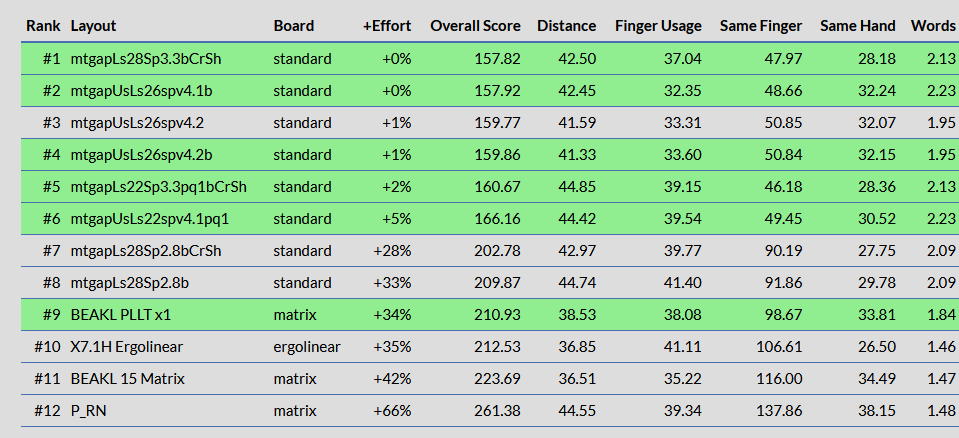 Rank Layout Board +Effort Overall Score Distance Finger Usage Same Finger Same Hand Words
#1 mtgapLs28Sp3.3bCrSh standard +0% 157.82 42.50 37.04 47.97 28.18 2.13
#2 mtgapUsLs26spv4.1b standard +0% 157.92 42.45 32.35 48.66 32.24 2.23
#3 mtgapUsLs26spv4.2 standard +1% 159.77 41.59 33.31 50.85 32.07 1.95
#4 mtgapUsLs26spv4.2b standard +1% 159.86 41.33 33.60 50.84 32.15 1.95
#5 mtgapLs22Sp3.3pq1bCrSh standard +2% 160.67 44.85 39.15 46.18 28.36 2.13
#6 mtgapUsLs22spv4.1pq1 standard +5% 166.16 44.42 39.54 49.45 30.52 2.23
#7 mtgapLs28Sp2.8bCrSh standard +28% 202.78 42.97 39.77 90.19 27.75 2.09
#8 mtgapLs28Sp2.8b standard +33% 209.87 44.74 41.40 91.86 29.78 2.09
#9 BEAKL PLLT x1 matrix +34% 210.93 38.53 38.08 98.67 33.81 1.84
#10 X7.1H Ergolinear ergolinear +35% 212.53 36.85 41.11 106.61 26.50 1.46
#11 BEAKL 15 Matrix matrix +42% 223.69 36.51 35.22 116.00 34.49 1.47
#12 P_RN matrix +66% 261.38 44.55 39.34 137.86 38.15 1.48